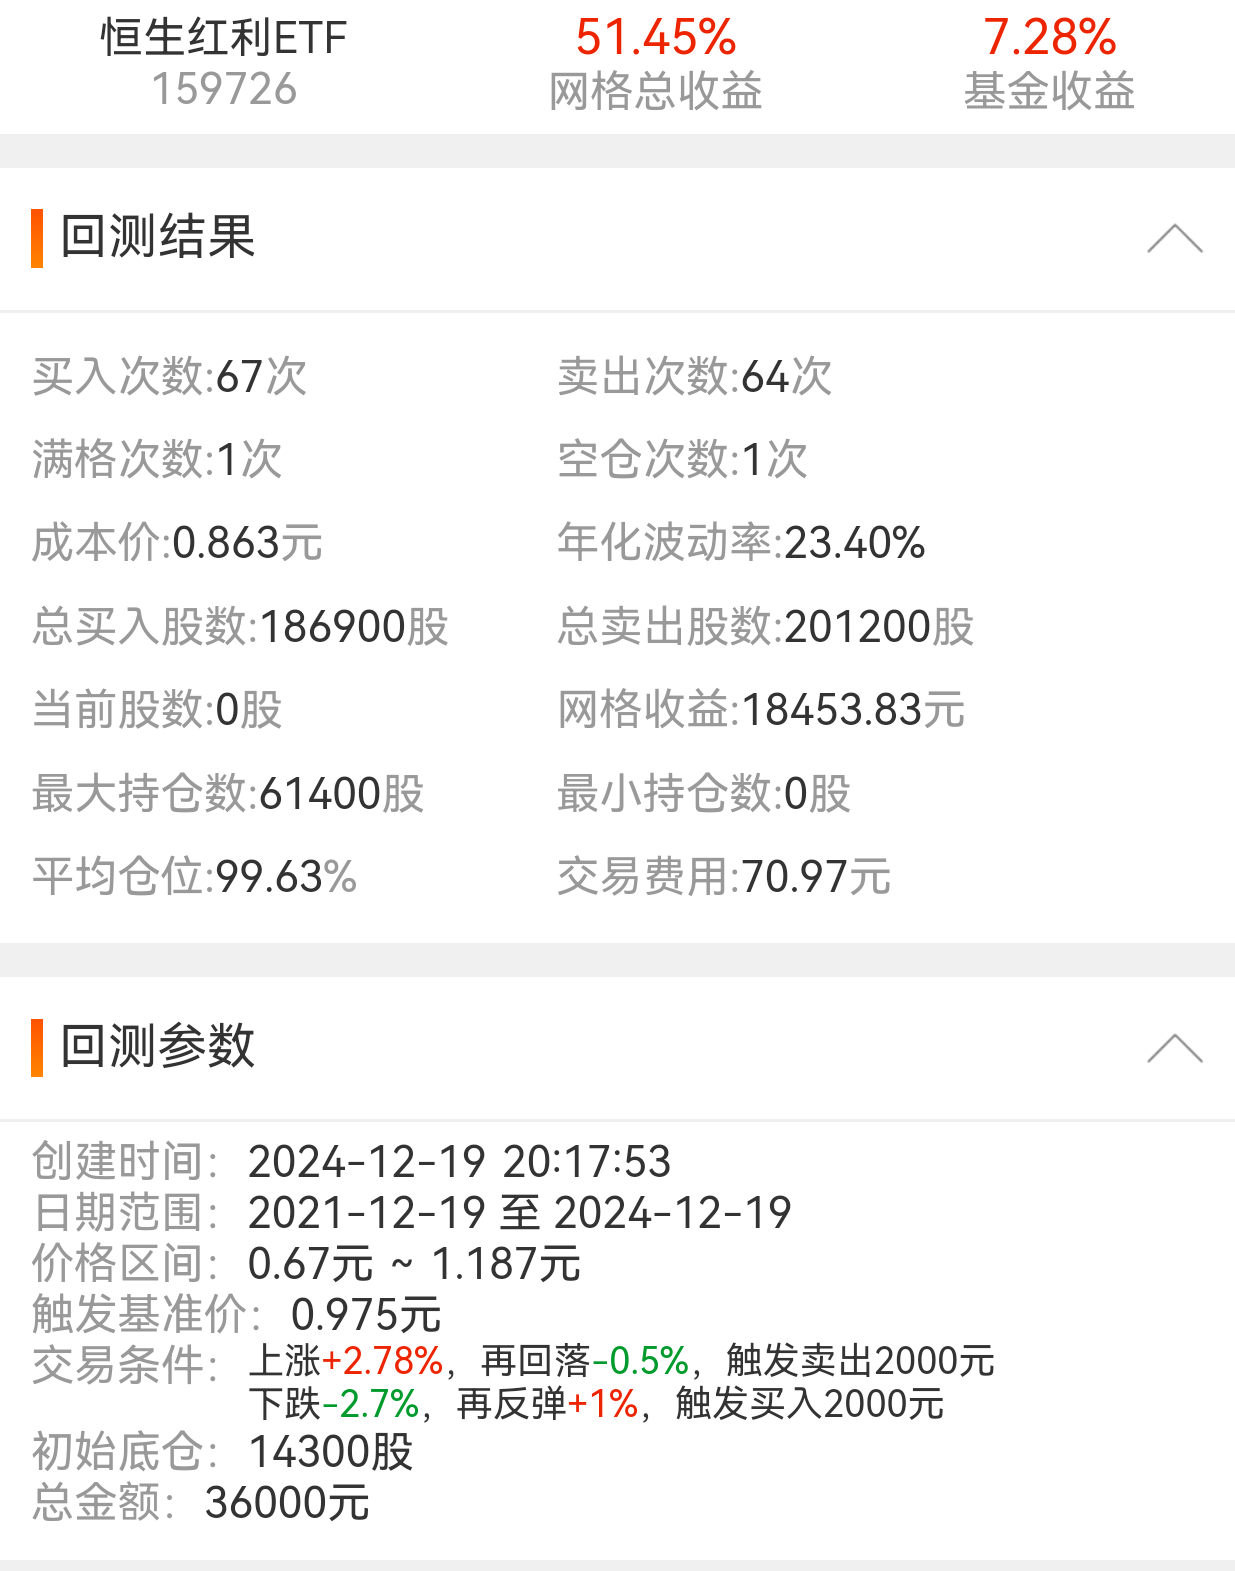 恒生红利ETF 51.45% 7.28%
159726 网格总收益 基金收益
回测结果
买入次数:67次 卖出次数:64次
满格次数:1次 空仓次数:1次
成本价:0.863元 年化波动率:23.40%
总买入股数:186900股 总卖出股数:201200股
当前股数:0股 网格收益:18453.83元
最大持仓数:61400股 最小持仓数:0股
平均仓位:99.63% 交易费用:70.97元
回测参数
创建时间: 2024-12-19 20:17:53
日期范围: 2021-12-19 至 2024-12-19
价格区间: 0.67元 ~ 1.187元
触发基准价: 0.975元
交易条件: 上涨+2.78%, 再回落-0.5%, 触发卖出2000元
下跌-2.7%, 再反弹+1%, 触发买入2000元
初始底仓: 14300股
总金额: 36000元